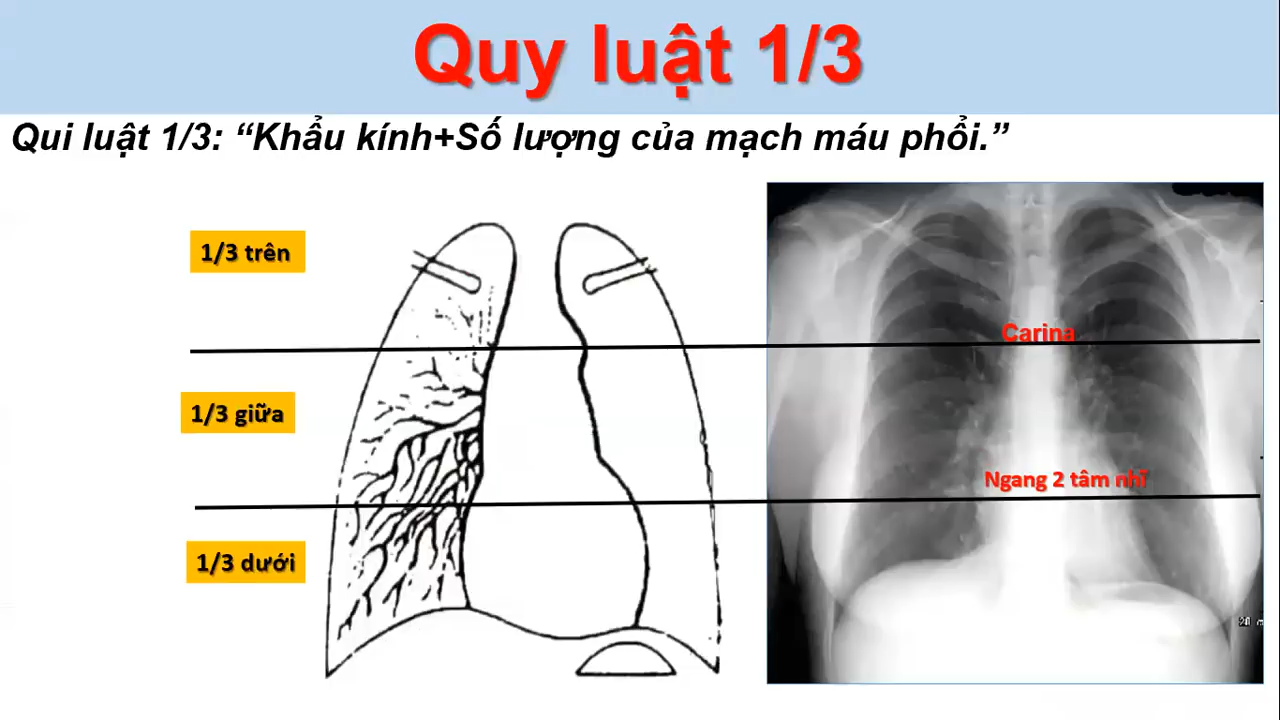 Quy luật 1/3
Qui luật 1/3: “Khẩu kính+Số lượng của mạch máu phổi.”
1/3 trên
Carina
1/3 giữa
Ngang 2 tâm nhĩ
1/3 dưới